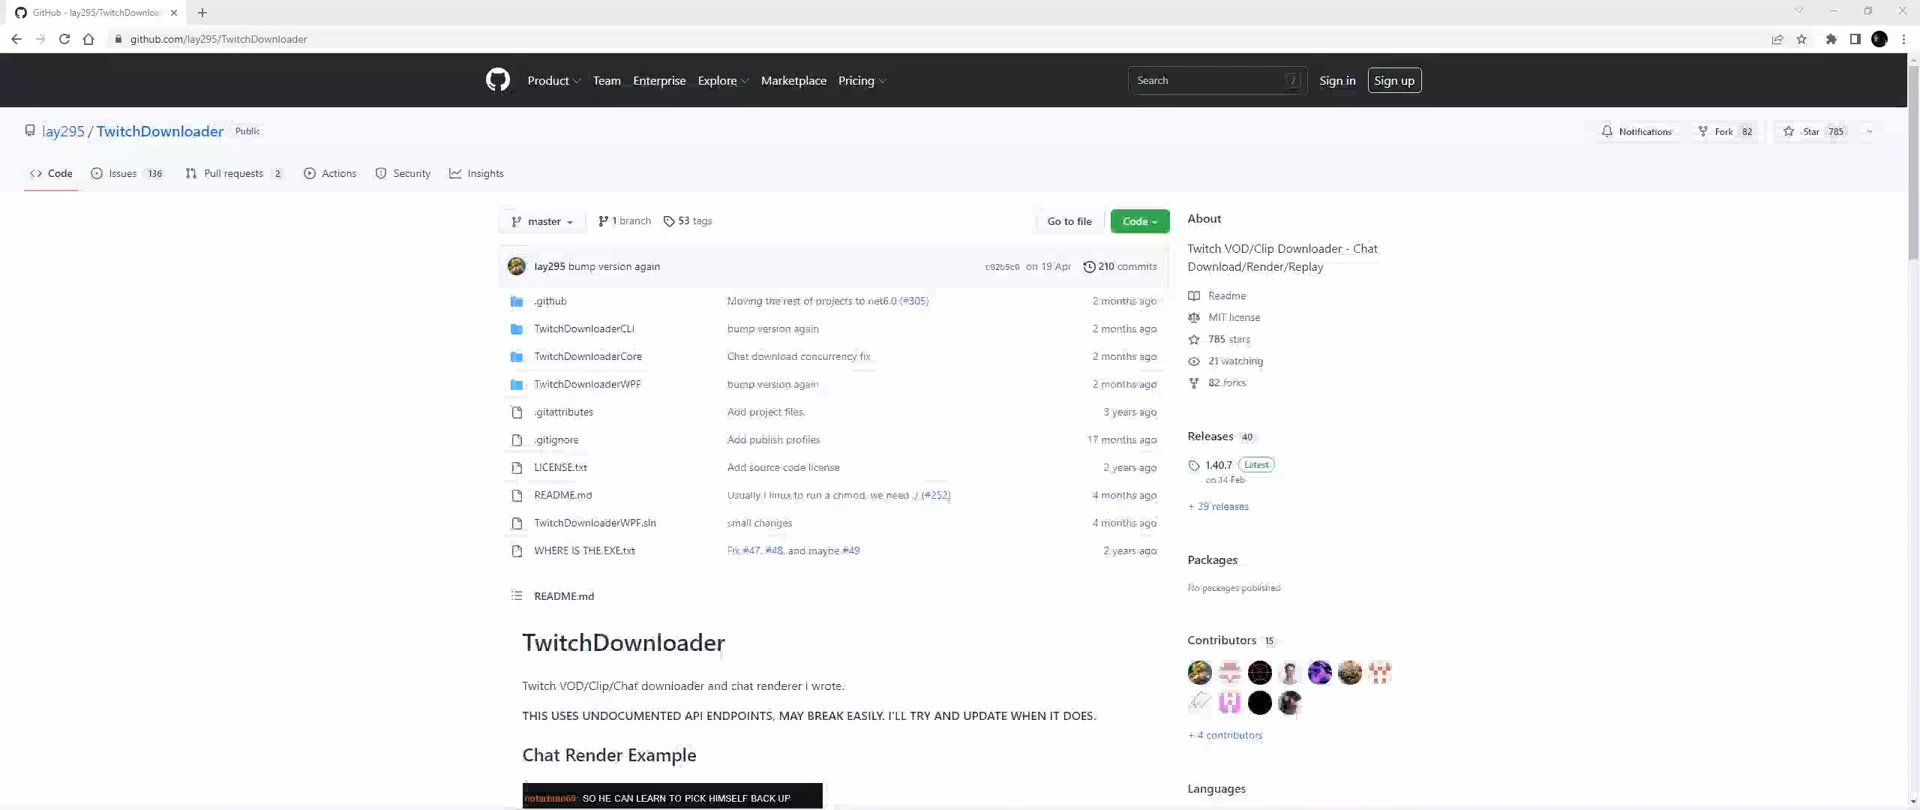 GitHub - lay295/TwitchDownloa
github.com/lay295/TwitchDownloader
Product Team Enterprise Explore Marketplace Pricing Search / Sign in Sign up
lay295 / TwitchDownloader Public Notifications Fork 82 Star 785
Code Issues 136 Pull requests 2 Actions Security Insights
master 1 branch 53 tags Go to file Code
lay295 bump version again c02b5c0 on 19 Apr 210 commits
.github Moving the rest of projects to net6.0 (#305) 2 months ago
TwitchDownloaderCLI bump version again 2 months ago
TwitchDownloaderCore Chat download concurrency fix 2 months ago
TwitchDownloaderWPF bump version again 2 months ago
.gitattributes Add project files. 3 years ago
.gitignore Add publish profiles 17 months ago
LICENSE.txt Add source code license 2 years ago
README.md Usually I linux to run a chmod, we need ./ (#252) 4 months ago
TwitchDownloaderWPF.sln small changes 4 months ago
WHERE IS THE EXE.txt Fix #47, #48, and maybe #49 2 years ago
README.md
TwitchDownloader
Twitch VOD/Clip/Chat downloader and chat renderer I wrote.
THIS USES UNDOCUMENTED API ENDPOINTS, MAY BREAK EASILY. I'LL TRY AND UPDATE WHEN IT DOES.
Chat Render Example
SO HE CAN LEARN TO PICK HIMSELF BACK UP
About
Twitch VOD/Clip Downloader - Chat
Download/Render/Replay
Readme
MIT license
785 stars
21 watching
82 forks
Releases 40
1.40.7 Latest
on 14 Feb
+ 39 releases
Packages
No packages published
Contributors 15
+ 4 contributors
Languages